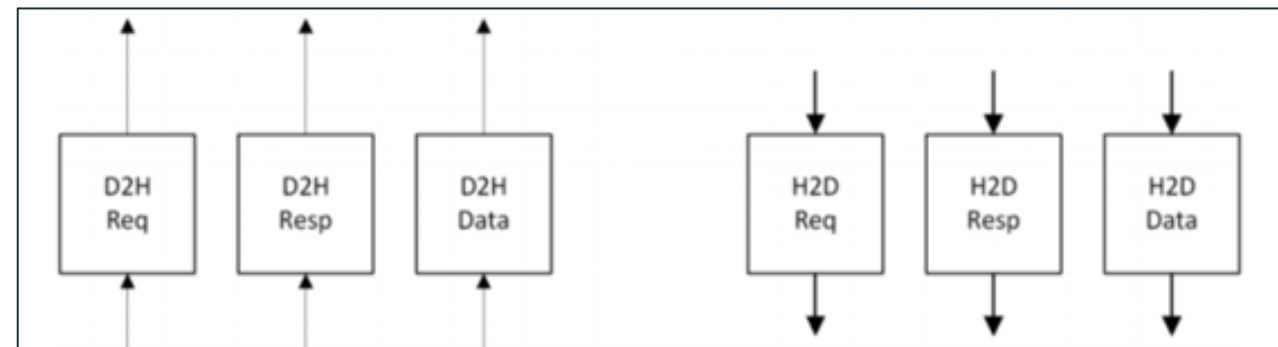 D2H
Req
D2H
Resp
D2H
Data
H2D
Req
H2D
Resp
H2D
Data